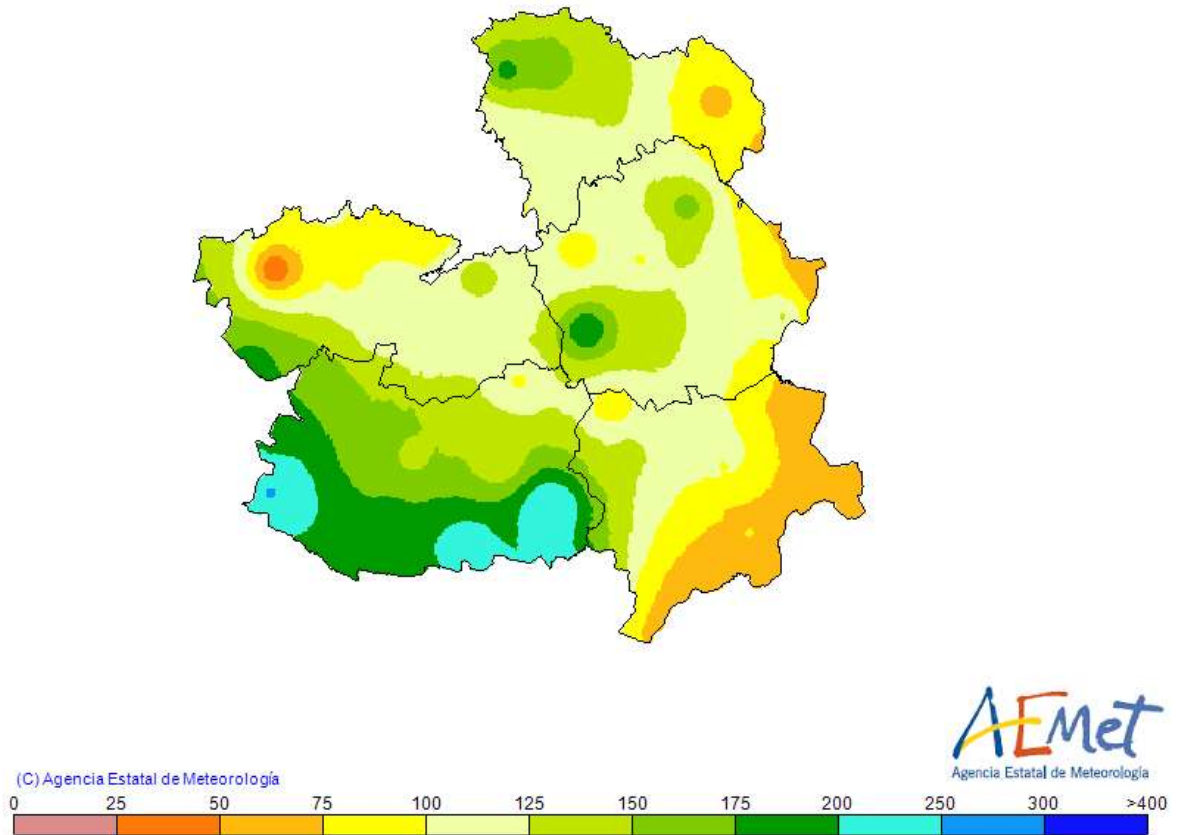 AEMet
Agencia Estatal de Meteorología
(C) Agencia Estatal de Meteorología
0 25 50 75 100 125 150 175 200 250 300 >400